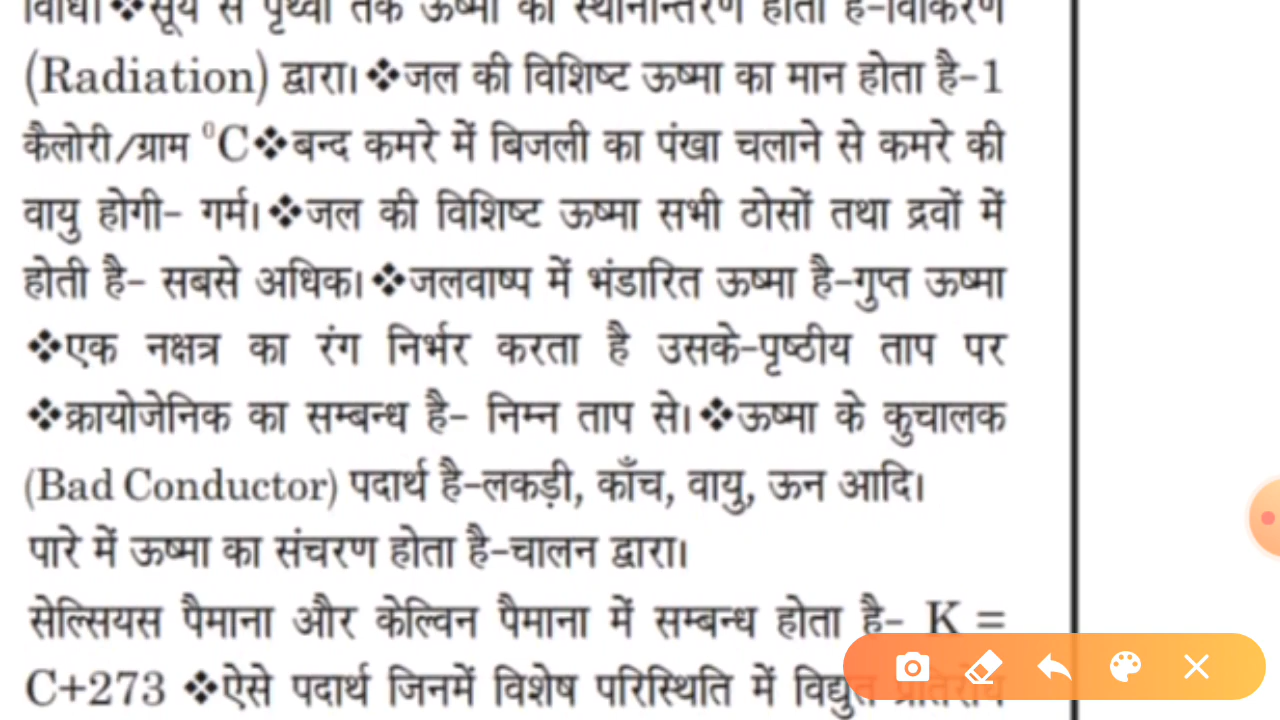 विधि।❖सूर्य से पृथ्वी तक ऊष्मा का स्थानान्तरण होता है-विकिरण
(Radiation) द्वारा।❖जल की विशिष्ट ऊष्मा का मान होता है-1
कैलोरी/ग्राम ⁰C❖बन्द कमरे में बिजली का पंखा चलाने से कमरे की
वायु होगी- गर्म।❖जल की विशिष्ट ऊष्मा सभी ठोसों तथा द्रवों में
होती है- सबसे अधिक।❖जलवाष्प में भंडारित ऊष्मा है-गुप्त ऊष्मा
❖एक नक्षत्र का रंग निर्भर करता है उसके-पृष्ठीय ताप पर
❖क्रायोजेनिक का सम्बन्ध है- निम्न ताप से।❖ऊष्मा के कुचालक
(Bad Conductor) पदार्थ है-लकड़ी, काँच, वायु, ऊन आदि।
पारे में ऊष्मा का संचरण होता है-चालन द्वारा।
सेल्सियस पैमाना और केल्विन पैमाना में सम्बन्ध होता है- K =
C+273 ❖ऐसे पदार्थ जिनमें विशेष परिस्थिति में विद्युत